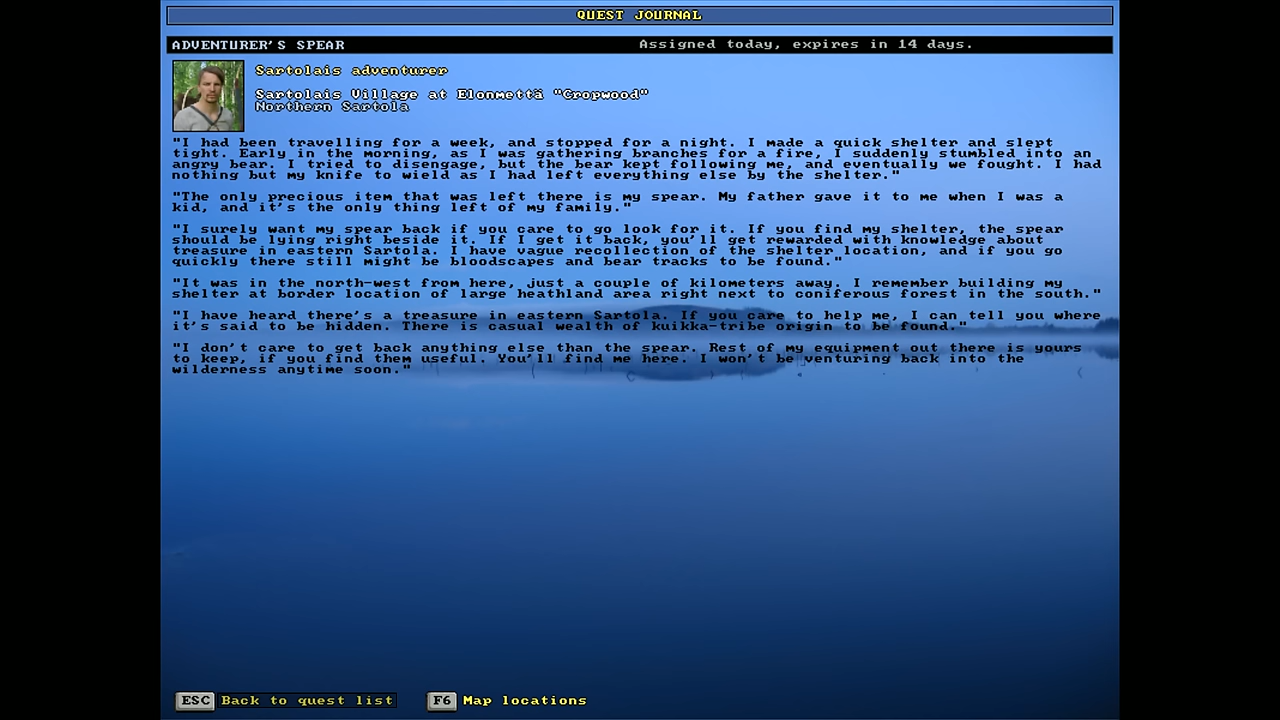 QUEST JOURNAL
ADVENTURER'S SPEAR Assigned today, expires in 14 days.
Sartolais adventurer
Sartolais Village at Elonmettä "Cropwood"
Northern Sartola
"I had been travelling for a week, and stopped for a night. I made a quick shelter and slept
tight. Early in the morning, as I was gathering branches for a fire, I suddenly stumbled into an
angry bear. I tried to disengage, but the bear kept following me, and eventually we fought. I had
nothing but my knife to wield as I had left everything else by the shelter."
"The only precious item that was left there is my spear. My father gave it to me when I was a
kid, and it's the only thing left of my family."
"I surely want my spear back if you care to go look for it. If you find my shelter, the spear
should be lying right beside it. If I get it back, you'll get rewarded with knowledge about
treasure in eastern Sartola. I have vague recollection of the shelter location, and if you go
quickly there still might be bloodscapes and bear tracks to be found."
"It was in the north-west from here, just a couple of kilometers away. I remember building my
shelter at border location of large heathland area right next to coniferous forest in the south."
"I have heard there's a treasure in eastern Sartola. If you care to help me, I can tell you where
it's said to be hidden. There is casual wealth of kuikka-tribe origin to be found."
"I don't care to get back anything else than the spear. Rest of my equipment out there is yours
to keep, if you find them useful. You'll find me here. I won't be venturing back into the
wilderness anytime soon."
ESC Back to quest list F6 Map locations